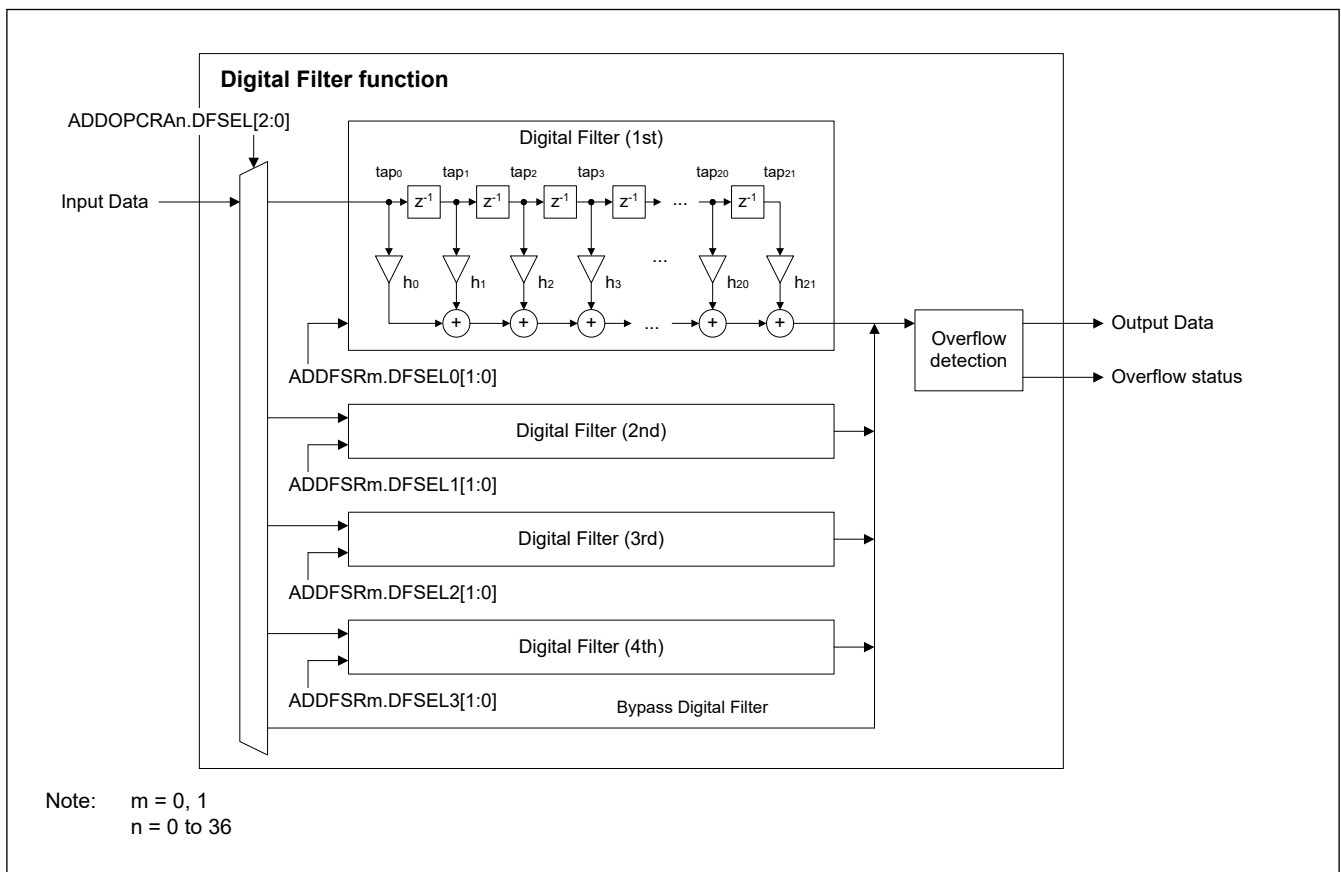 Digital Filter function
ADDOPCRAn.DFSEL[2:0]
Input Data
Digital Filter (1st)
tap0 tap1 tap2 tap3 tap20 tap21
z-1 z-1 z-1 z-1 ... z-1
...
h0 h1 h2 h3 h20 h21
+ + + ... + +
ADDFSRm.DFSEL0[1:0]
Overflow
detection
Output Data
Overflow status
Digital Filter (2nd)
ADDFSRm.DFSEL1[1:0]
Digital Filter (3rd)
ADDFSRm.DFSEL2[1:0]
Digital Filter (4th)
ADDFSRm.DFSEL3[1:0]
Bypass Digital Filter
Note: m = 0, 1
n = 0 to 36